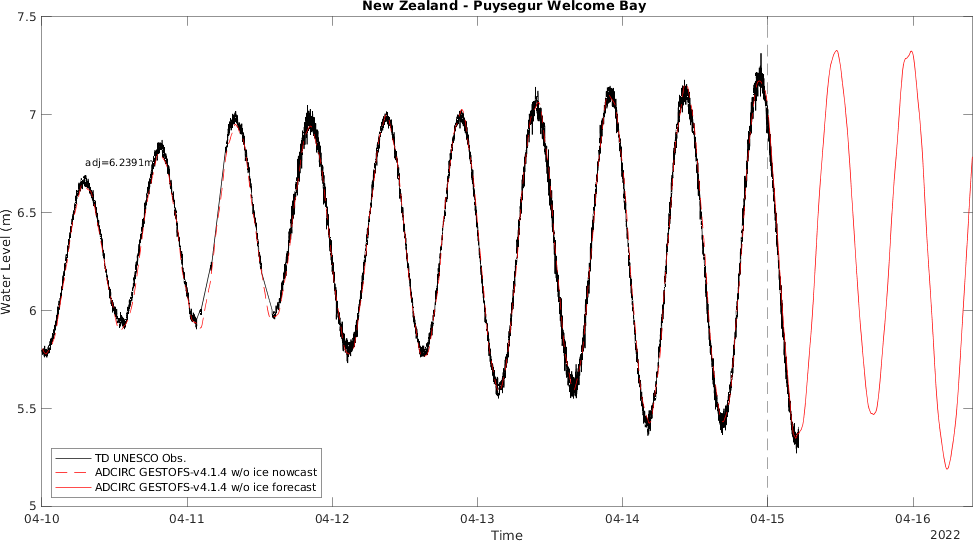 New Zealand - Puysegur Welcome Bay
7.5
7
6.5
6
5.5
5
Water Level (m)
adj=6.2391m
TD UNESCO Obs.
ADCIRC GESTOFS-v4.1.4 w/o ice nowcast
ADCIRC GESTOFS-v4.1.4 w/o ice forecast
04-10 04-11 04-12 04-13 04-14 04-15 04-16
Time
2022